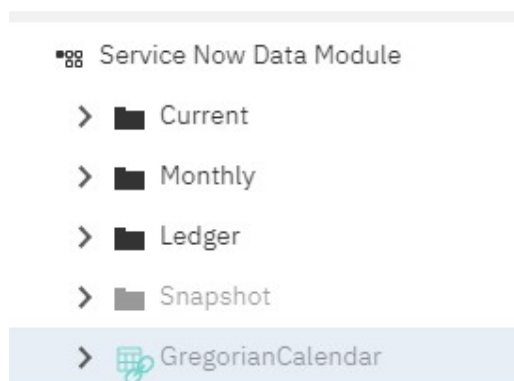 Service Now Data Module
Current
Monthly
Ledger
Snapshot
GregorianCalendar